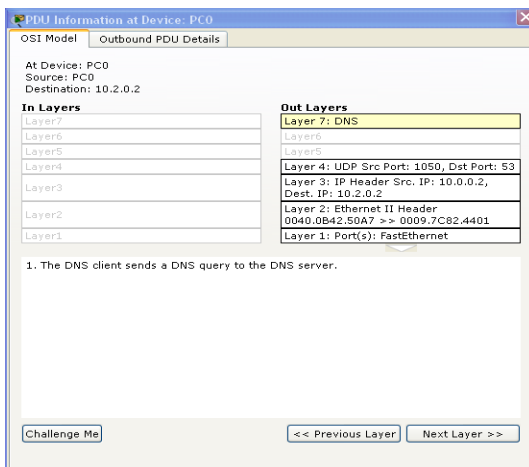 PDU Information at Device: PC0
OSI Model
Outbound PDU Details
At Device: PC0
Source: PC0
Destination: 10.2.0.2
In Layers
Layer7
Layer6
Layer5
Layer4
Layer3
Layer2
Layer1
Out Layers
Layer 7: DNS
Layer6
Layer5
Layer 4: UDP Src Port: 1050, Dst Port: 53
Layer 3: IP Header Src. IP: 10.0.0.2,
Dest. IP: 10.2.0.2
Layer 2: Ethernet II Header
0040.0B42.50A7 >> 0009.7C82.4401
Layer 1: Port(s): FastEthernet
1. The DNS client sends a DNS query to the DNS server.
Challenge Me
<< Previous Layer
Next Layer >>